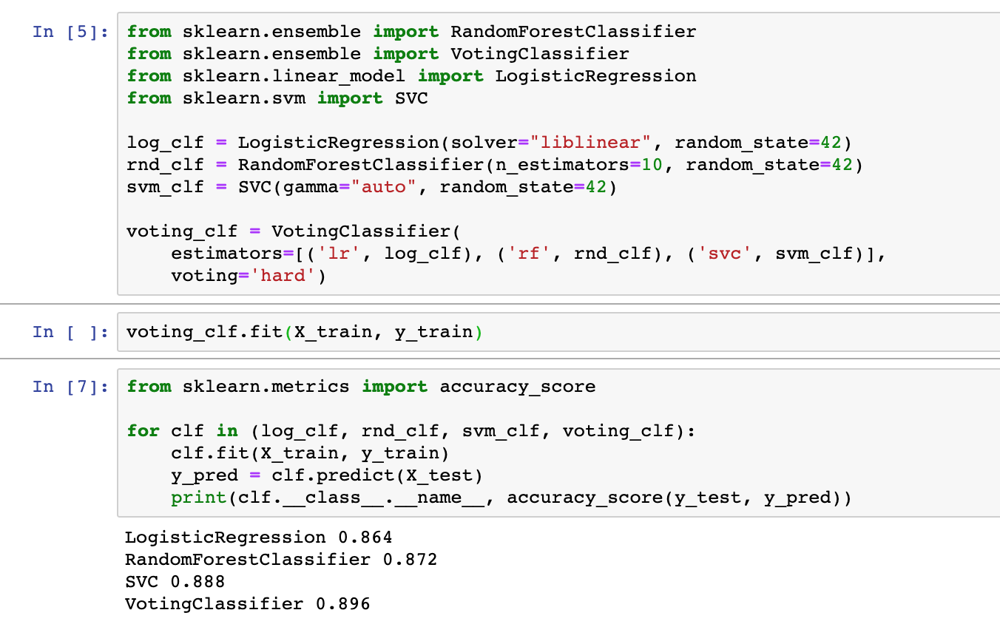 In [5]:
from sklearn.ensemble import RandomForestClassifier
from sklearn.ensemble import VotingClassifier
from sklearn.linear_model import LogisticRegression
from sklearn.svm import SVC

log_clf = LogisticRegression(solver="liblinear", random_state=42)
rnd_clf = RandomForestClassifier(n_estimators=10, random_state=42)
svm_clf = SVC(gamma="auto", random_state=42)

voting_clf = VotingClassifier(
    estimators=[('lr', log_clf), ('rf', rnd_clf), ('svc', svm_clf)],
    voting='hard')
In [ ]:
voting_clf.fit(X_train, y_train)
In [7]:
from sklearn.metrics import accuracy_score

for clf in (log_clf, rnd_clf, svm_clf, voting_clf):
    clf.fit(X_train, y_train)
    y_pred = clf.predict(X_test)
    print(clf.__class__.__name__, accuracy_score(y_test, y_pred))
LogisticRegression 0.864
RandomForestClassifier 0.872
SVC 0.888
VotingClassifier 0.896